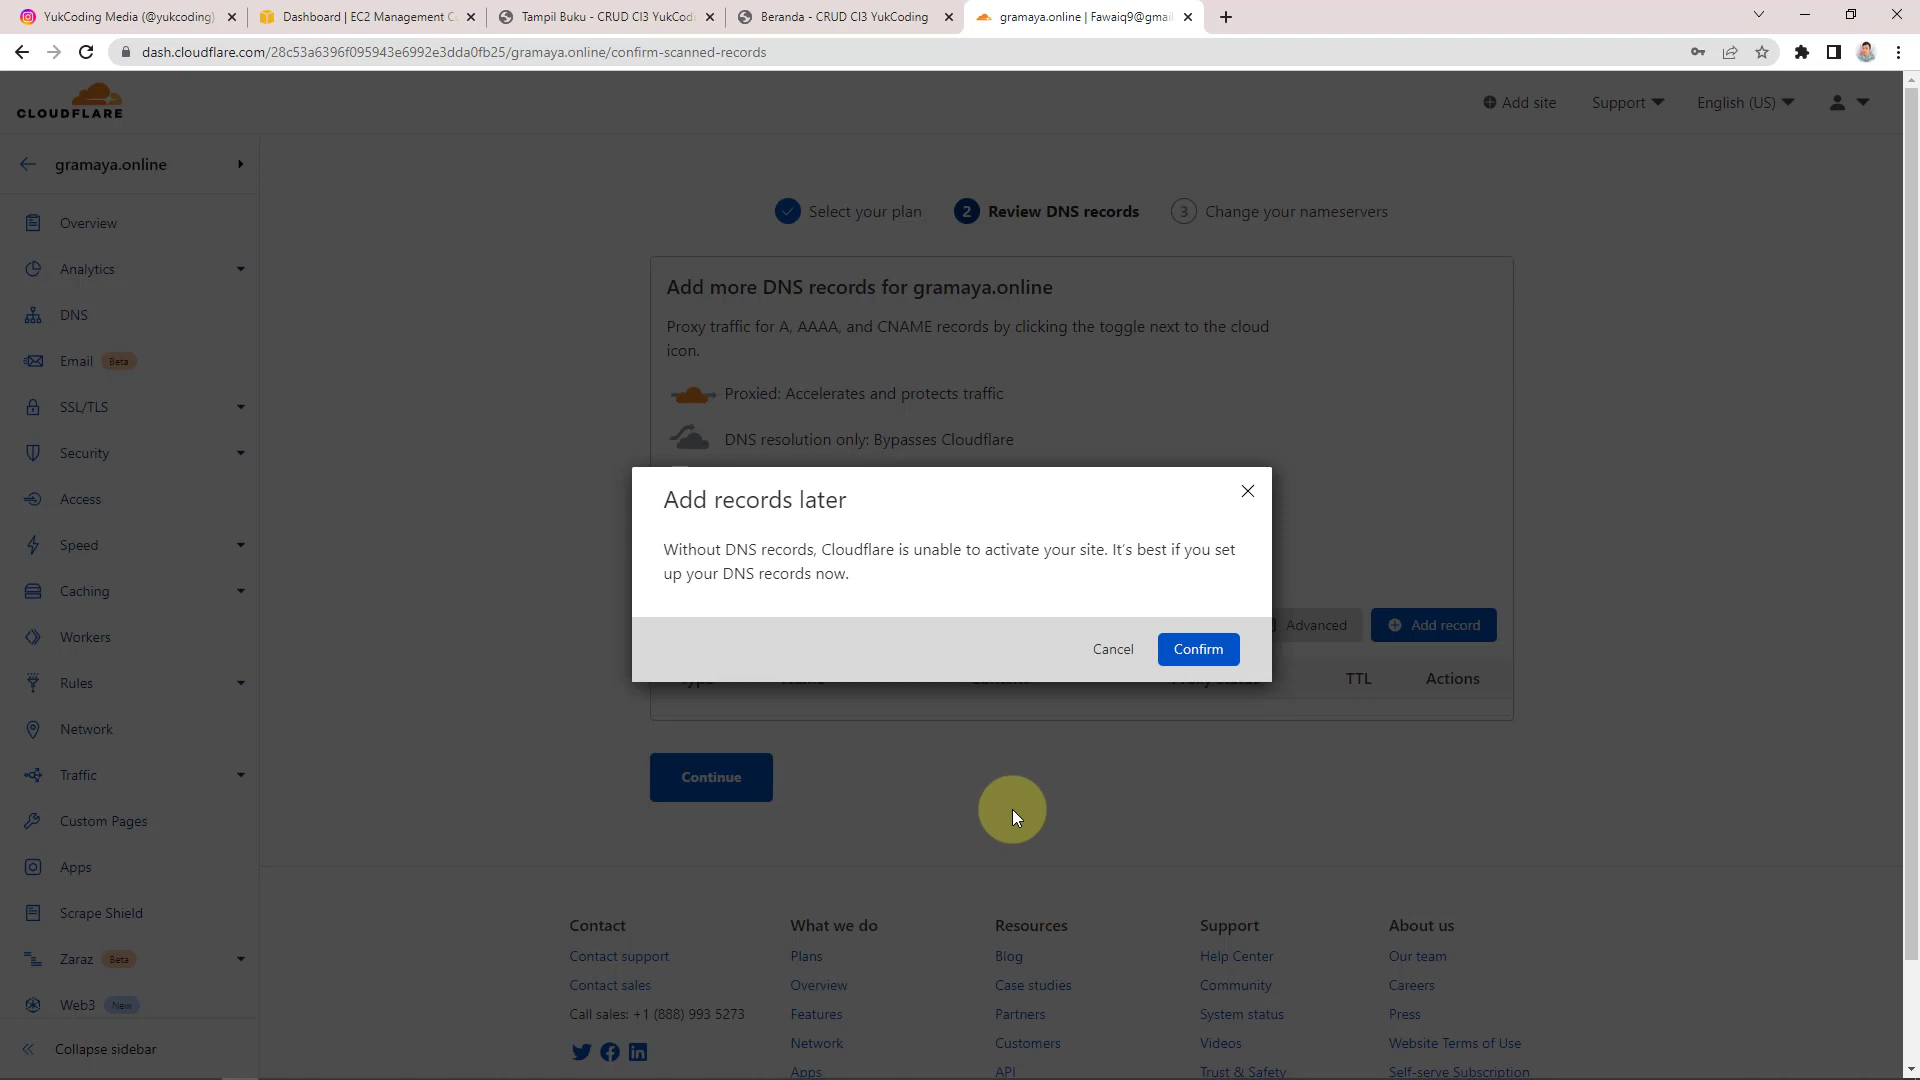 YukCoding Media (@yukcoding)
Dashboard | EC2 Management C
Tampil Buku - CRUD CI3 YukCodi
Beranda - CRUD CI3 YukCoding
gramaya.online | Fawaiq9@gmai
dash.cloudflare.com/28c53a6396f095943e6992e3dda0fb25/gramaya.online/confirm-scanned-records
CLOUDFLARE
Add site
Support
English (US)
gramaya.online
Overview
Analytics
DNS
Email Beta
SSL/TLS
Security
Access
Speed
Caching
Workers
Rules
Network
Traffic
Custom Pages
Apps
Scrape Shield
Zaraz Beta
Web3 New
Collapse sidebar
Select your plan
2 Review DNS records
3 Change your nameservers
Add more DNS records for gramaya.online
Proxy traffic for A, AAAA, and CNAME records by clicking the toggle next to the cloud
icon.
Proxied: Accelerates and protects traffic
DNS resolution only: Bypasses Cloudflare
Add records later
Without DNS records, Cloudflare is unable to activate your site. It's best if you set
up your DNS records now.
Cancel
Confirm
Advanced
Add record
TTL
Actions
Continue
Contact
Contact support
Contact sales
Call sales: +1 (888) 993 5273
What we do
Plans
Overview
Features
Network
Apps
Resources
Blog
Case studies
Partners
Customers
API
Support
Help Center
Community
System status
Videos
Trust & Safety
About us
Our team
Careers
Press
Website Terms of Use
Self-serve Subscription